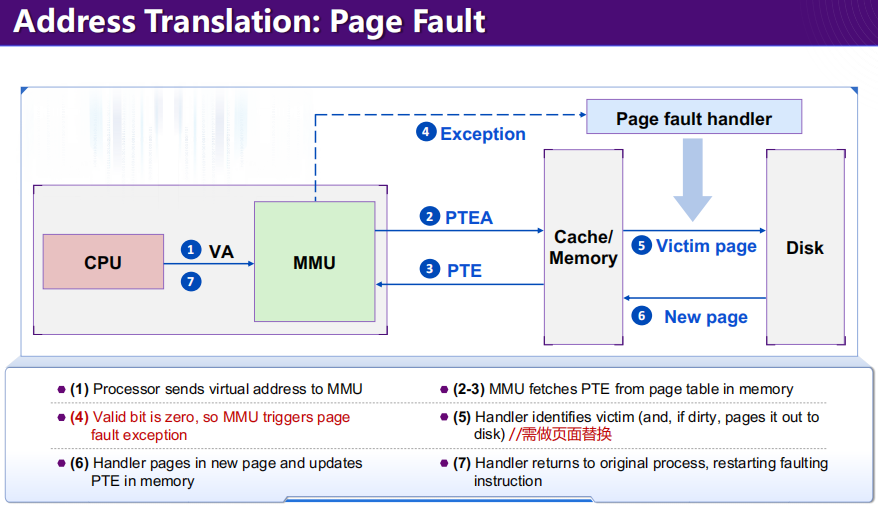 Address Translation: Page Fault
Page fault handler
4 Exception
2 PTEA
1 VA
CPU
MMU
Cache/
Memory
5 Victim page
Disk
7
3 PTE
6 New page
(1) Processor sends virtual address to MMU
(2-3) MMU fetches PTE from page table in memory
(4) Valid bit is zero, so MMU triggers page
fault exception
(5) Handler identifies victim (and, if dirty, pages it out to
disk) //需做页面替换
(6) Handler pages in new page and updates
PTE in memory
(7) Handler returns to original process, restarting faulting
instruction